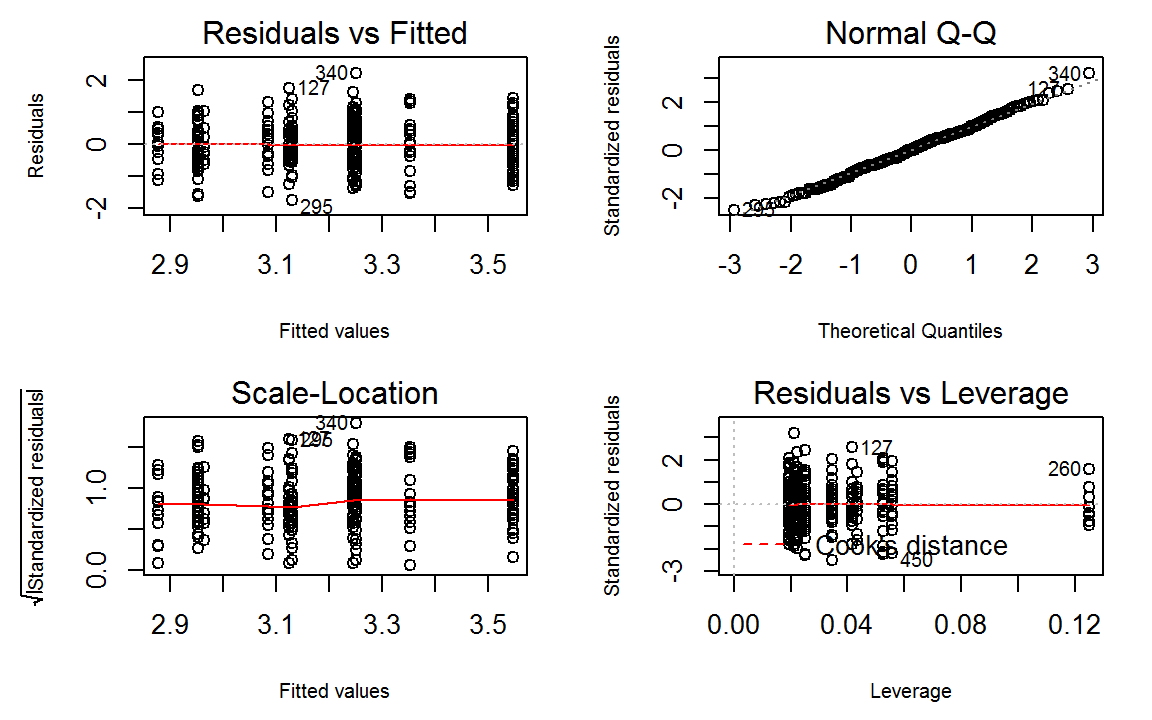 Residuals vs Fitted
Residuals
2
0
-2
340
127
295
2.9 3.1 3.3 3.5
Fitted values
Normal Q-Q
Standardized residuals
2
0
-2
340
127
295
-3 -2 -1 0 1 2 3
Theoretical Quantiles
Scale-Location
√|Standardized residuals|
1.0
0.0
340
127
295
2.9 3.1 3.3 3.5
Fitted values
Residuals vs Leverage
Standardized residuals
2
0
-3
127
260
450
Cook's distance
0.00 0.04 0.08 0.12
Leverage